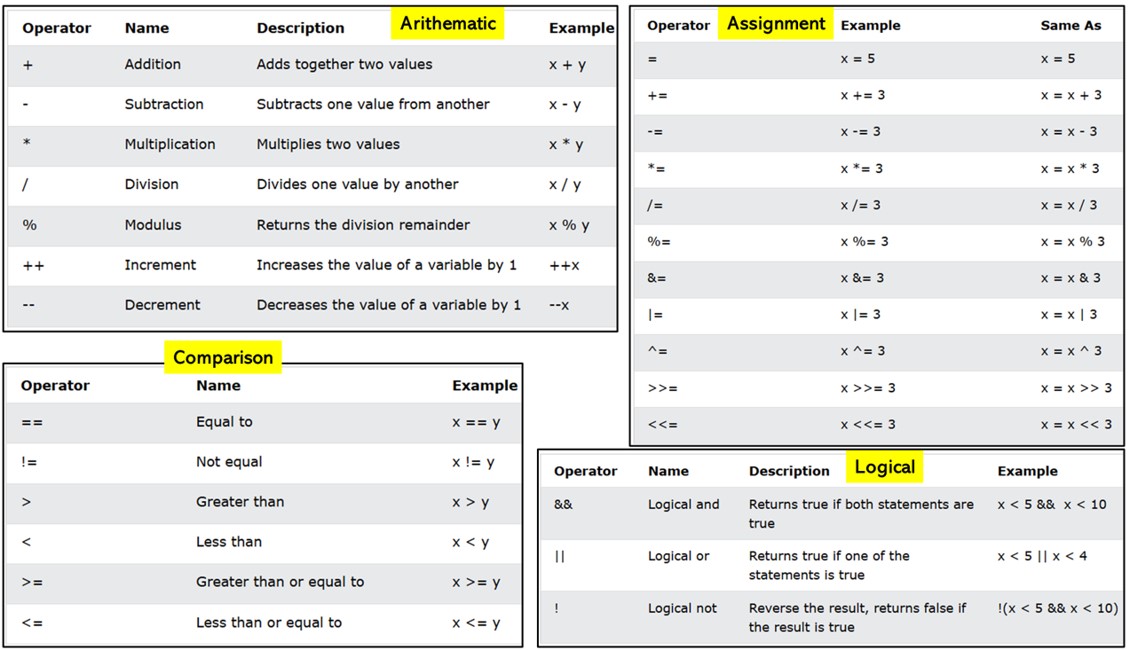 Arithematic
Operator Name Description Example
+ Addition Adds together two values x + y
- Subtraction Subtracts one value from another x - y
* Multiplication Multiplies two values x * y
/ Division Divides one value by another x / y
% Modulus Returns the division remainder x % y
++ Increment Increases the value of a variable by 1 ++x
-- Decrement Decreases the value of a variable by 1 --x
Assignment
Operator Example Same As
= x = 5 x = 5
+= x += 3 x = x + 3
-= x -= 3 x = x - 3
*= x *= 3 x = x * 3
/= x /= 3 x = x / 3
%= x %= 3 x = x % 3
&= x &= 3 x = x & 3
|= x |= 3 x = x | 3
^= x ^= 3 x = x ^ 3
>>= x >>= 3 x = x >> 3
<<= x <<= 3 x = x << 3
Comparison
Operator Name Example
== Equal to x == y
!= Not equal x != y
> Greater than x > y
< Less than x < y
>= Greater than or equal to x >= y
<= Less than or equal to x <= y
Logical
Operator Name Description Example
&& Logical and Returns true if both statements are x < 5 && x < 10
true
|| Logical or Returns true if one of the x < 5 || x < 4
statements is true
! Logical not Reverse the result, returns false if !(x < 5 && x < 10)
the result is true